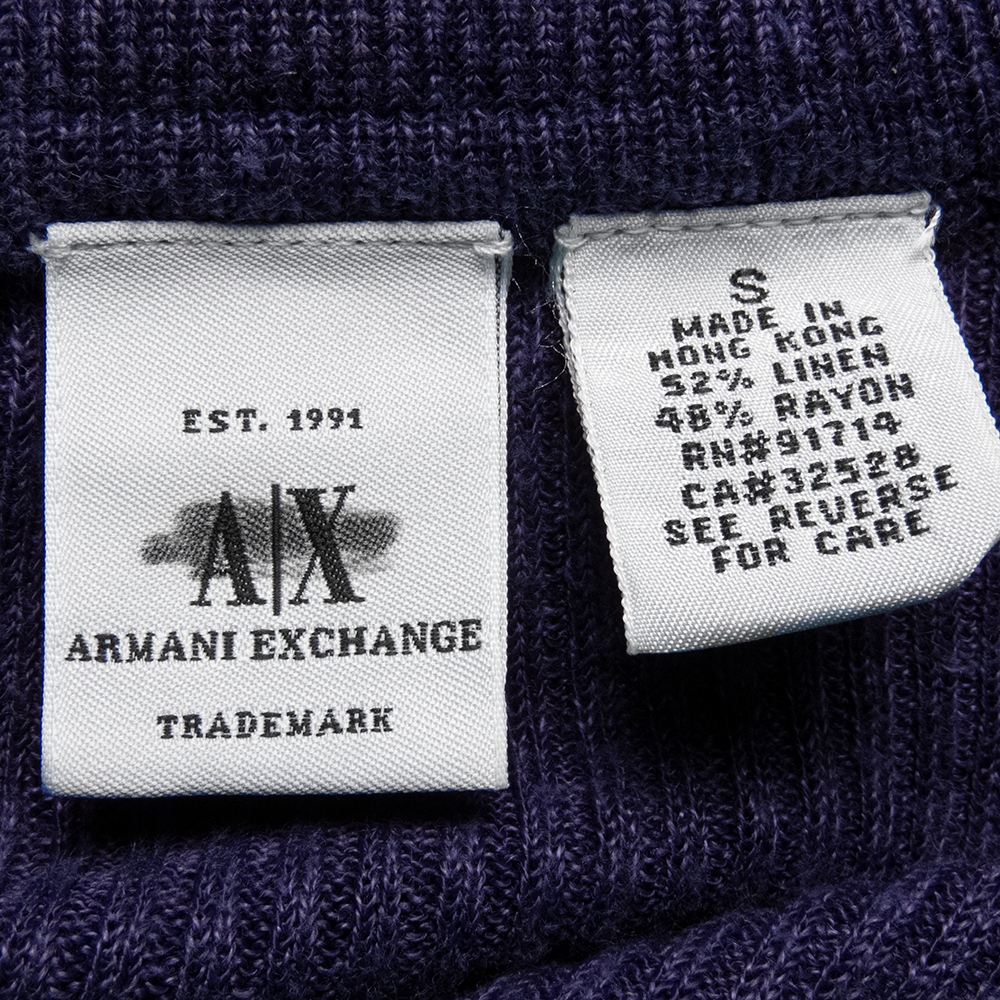 EST. 1991
A|X
ARMANI EXCHANGE
TRADEMARK
S
MADE IN
HONG KONG
52% LINEN
48% RAYON
RN#91714
CA#32528
SEE REVERSE
FOR CARE